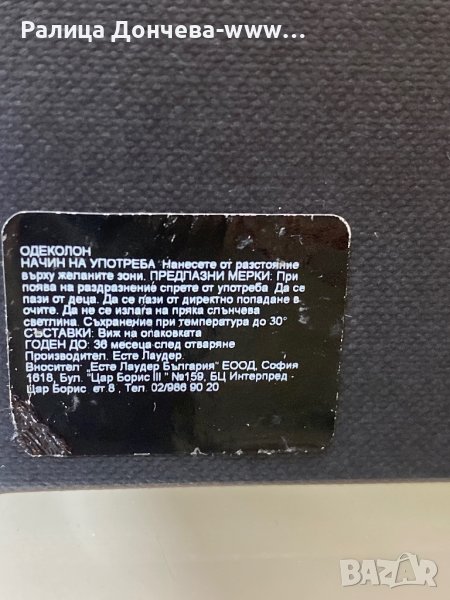 Ралица Дончева-www...
ОДЕКОЛОН
НАЧИН НА УПОТРЕБА Нанесете от разстояние
върху желаните зони. ПРЕДПАЗНИ МЕРКИ: При
поява на раздразнение спрете от употреба Да се
пази от деца. Да се пази от директно попадане в
очите. Да не се излага на пряка слънчева
светлина. Съхранение при температура до 30°
СЪСТАВКИ: Виж на опаковката
ГОДЕН ДО: 36 месеца след отваряне
Производител. Есте Лаудер.
Вносител: „Есте Лаудер България" ЕООД, София
1618, Бул. "Цар Борис III " №159, БЦ Интерпред -
Цар Борис ет 8 , Тел. 02/986 90 20
BAZAR